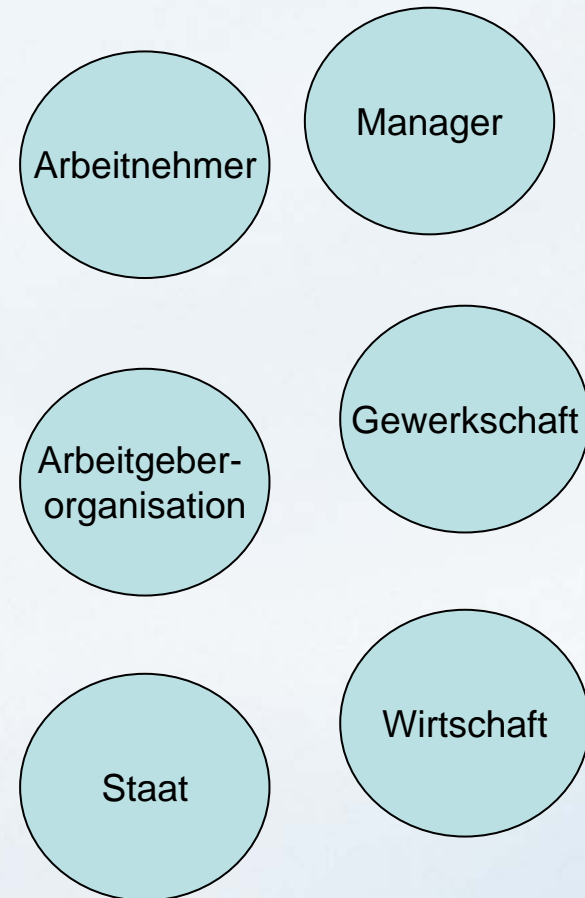 Arbeitnehmer
Manager
Arbeitgeber-
organisation
Gewerkschaft
Staat
Wirtschaft